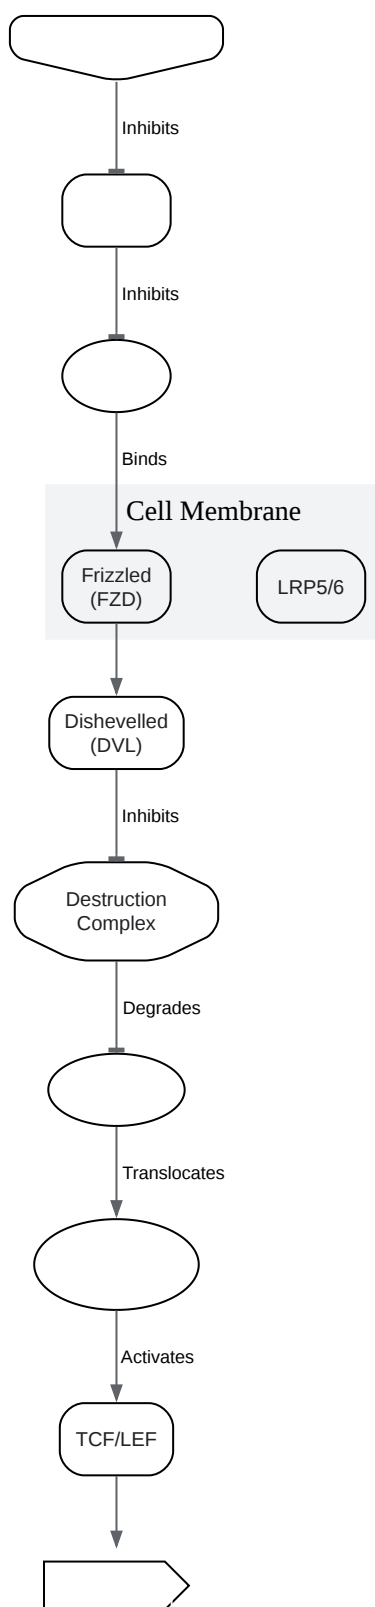 Inhibits
Inhibits
Binds
Cell Membrane
Frizzled
(FZD)
LRP5/6
Dishevelled
(DVL)
Inhibits
Destruction
Complex
Degrades
Translocates
Activates
TCF/LEF